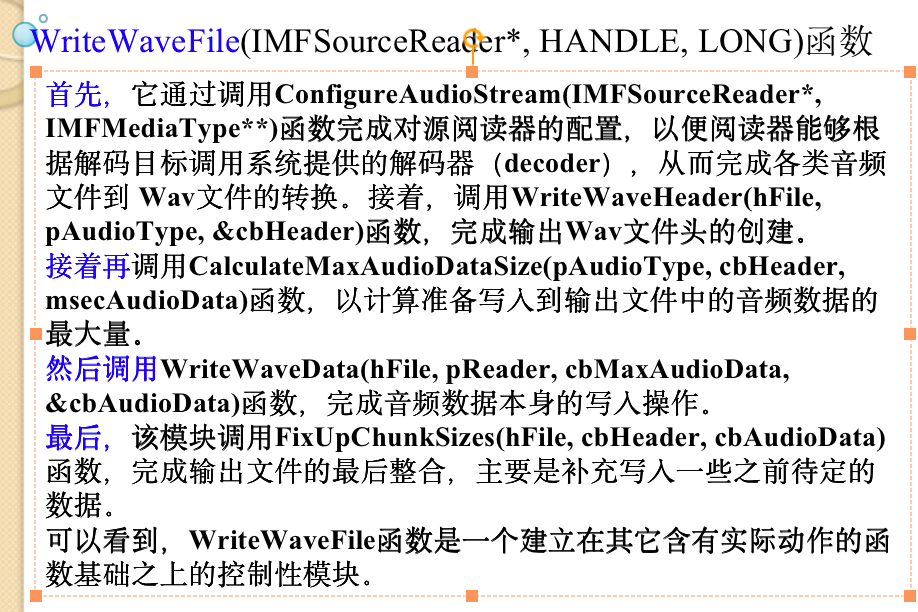 WriteWaveFile(IMFSourceReader*, HANDLE, LONG)函数
首先，它通过调用ConfigureAudioStream(IMFSourceReader*,
IMFMediaType**)函数完成对源阅读器的配置，以便阅读器能够根
据解码目标调用系统提供的解码器（decoder），从而完成各类音频
文件到 Wav文件的转换。接着，调用WriteWaveHeader(hFile,
pAudioType, &cbHeader)函数，完成输出Wav文件头的创建。
接着再调用CalculateMaxAudioDataSize(pAudioType, cbHeader,
msecAudioData)函数，以计算准备写入到输出文件中的音频数据的
最大量。
然后调用WriteWaveData(hFile, pReader, cbMaxAudioData,
&cbAudioData)函数，完成音频数据本身的写入操作。
最后，该模块调用FixUpChunkSizes(hFile, cbHeader, cbAudioData)
函数，完成输出文件的最后整合，主要是补充写入一些之前待定的
数据。
可以看到，WriteWaveFile函数是一个建立在其它含有实际动作的函
数基础之上的控制性模块。